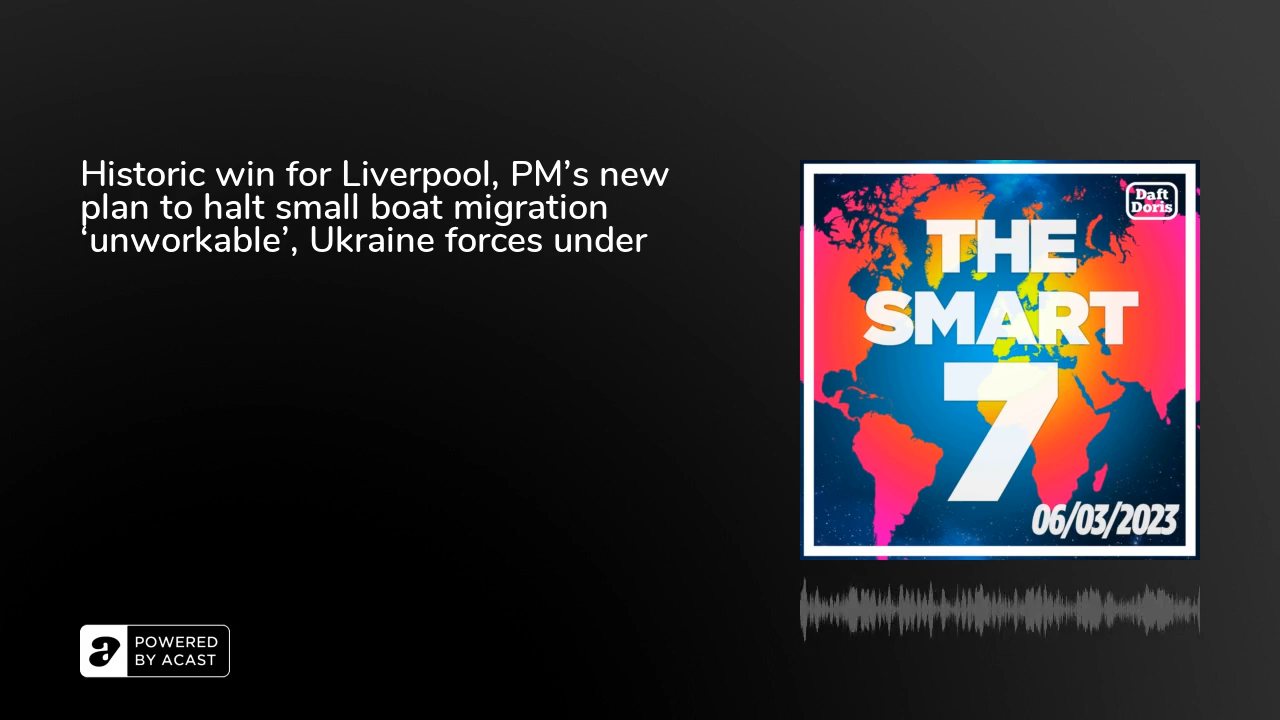 Historic win for Liverpool, PM’s new
plan to halt small boat migration
‘unworkable’, Ukraine forces under
Daft
Doris
THE
SMART
7
06/03/2023
a
POWERED
BY ACAST